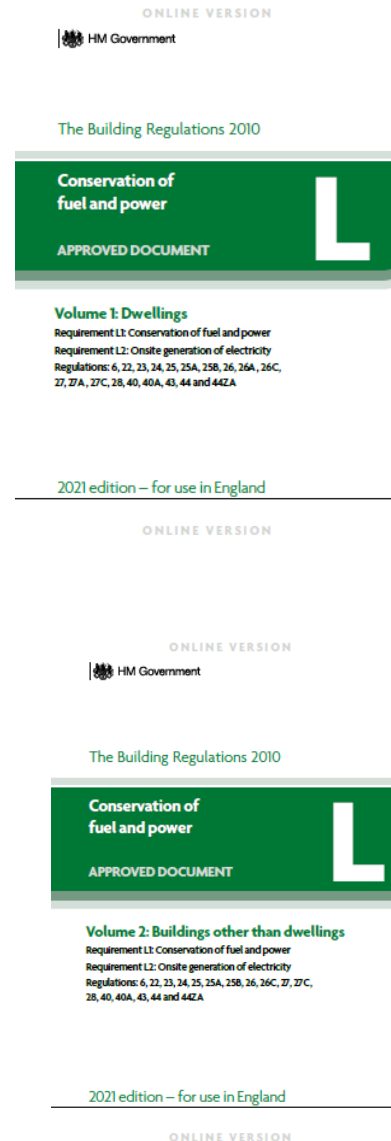 ONLINE VERSION
HM Government
The Building Regulations 2010
Conservation of
fuel and power
APPROVED DOCUMENT
L
Volume 1: Dwellings
Requirement L1: Conservation of fuel and power
Requirement L2: Onsite generation of electricity
Regulations: 6, 22, 23, 24, 25, 25A, 25B, 26, 26A, 26C,
27, 27A, 27C, 28, 40, 40A, 43, 44 and 44ZA
2021 edition – for use in England
ONLINE VERSION
ONLINE VERSION
HM Government
The Building Regulations 2010
Conservation of
fuel and power
APPROVED DOCUMENT
L
Volume 2: Buildings other than dwellings
Requirement L1: Conservation of fuel and power
Requirement L2: Onsite generation of electricity
Regulations: 6, 22, 23, 24, 25, 25A, 25B, 26, 26C, 27, 27C,
28, 40, 40A, 43, 44 and 44ZA
2021 edition – for use in England
ONLINE VERSION